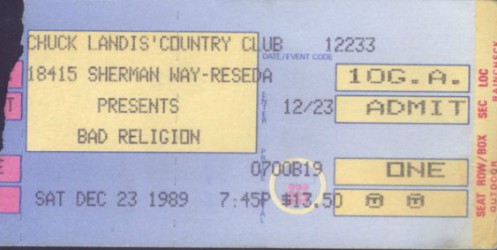 CHUCK LANDIS'COUNTRY CLUB 12233
DATE/EVENT CODE
18415 SHERMAN WAY-RESEDA 10G.A.
PRESENTS 12/23 ADMIT
BAD RELIGION
0700B19 ONE
SAT DEC 23 1989 7:45P $13.50
SEAT ROW/BOX SEC LOC
RAINCHECK